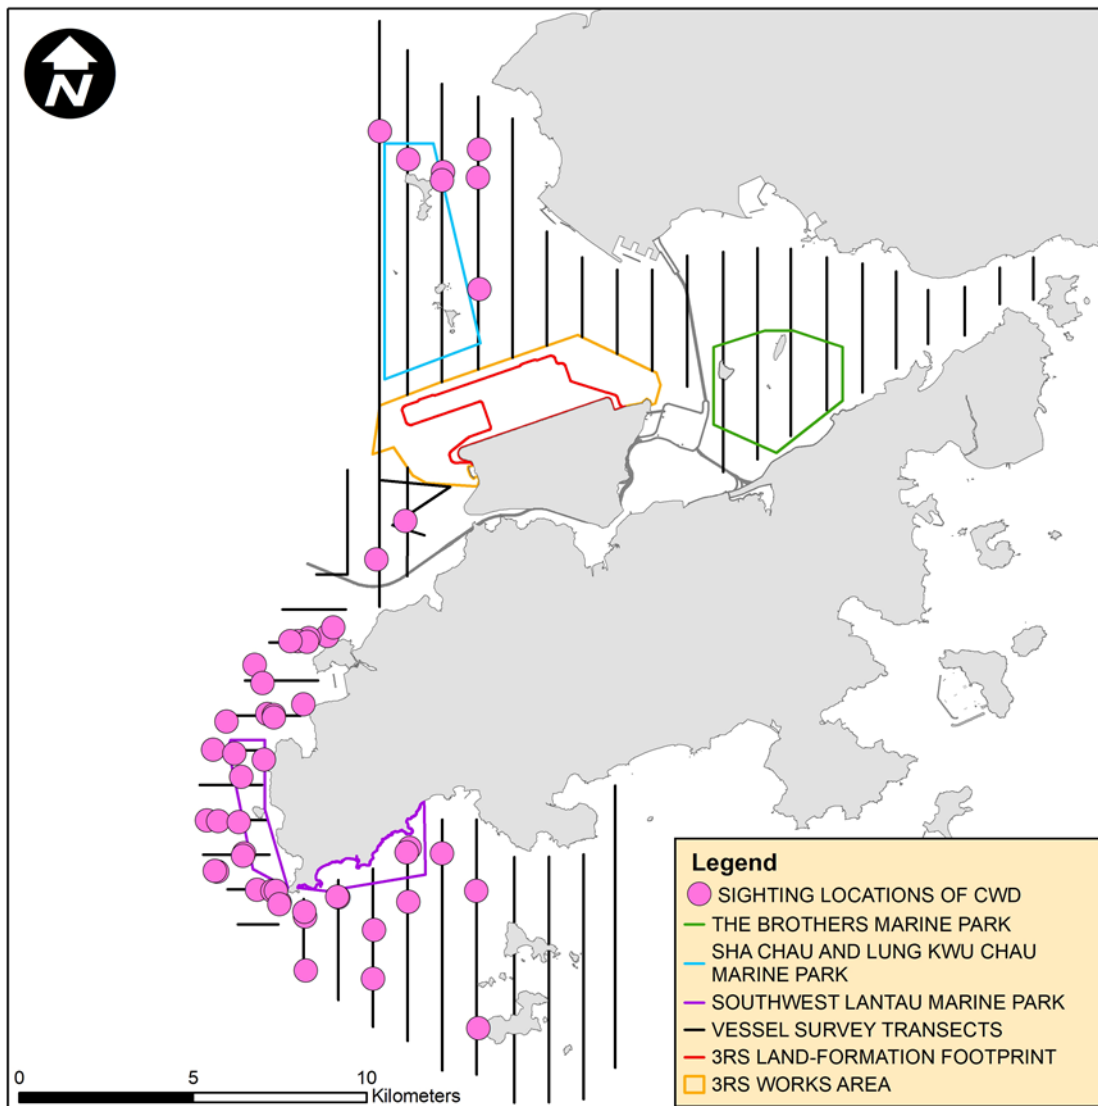 N
Legend
SIGHTING LOCATIONS OF CWD
THE BROTHERS MARINE PARK
SHA CHAU AND LUNG KWU CHAU
MARINE PARK
SOUTHWEST LANTAU MARINE PARK
VESSEL SURVEY TRANSECTS
3RS LAND-FORMATION FOOTPRINT
3RS WORKS AREA
0 5 10
Kilometers